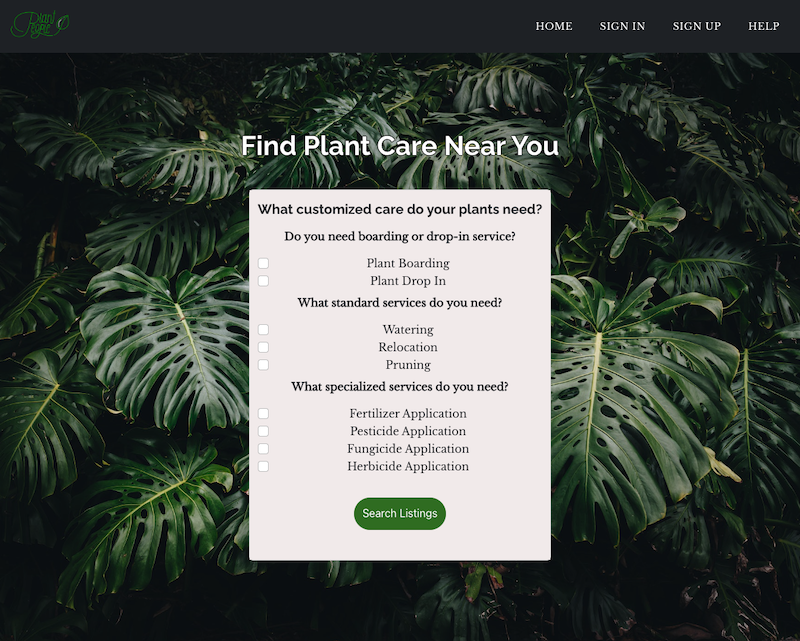 Plant People
HOME SIGN IN SIGN UP HELP
Find Plant Care Near You
What customized care do your plants need?
Do you need boarding or drop-in service?
Plant Boarding
Plant Drop In
What standard services do you need?
Watering
Relocation
Pruning
What specialized services do you need?
Fertilizer Application
Pesticide Application
Fungicide Application
Herbicide Application
Search Listings